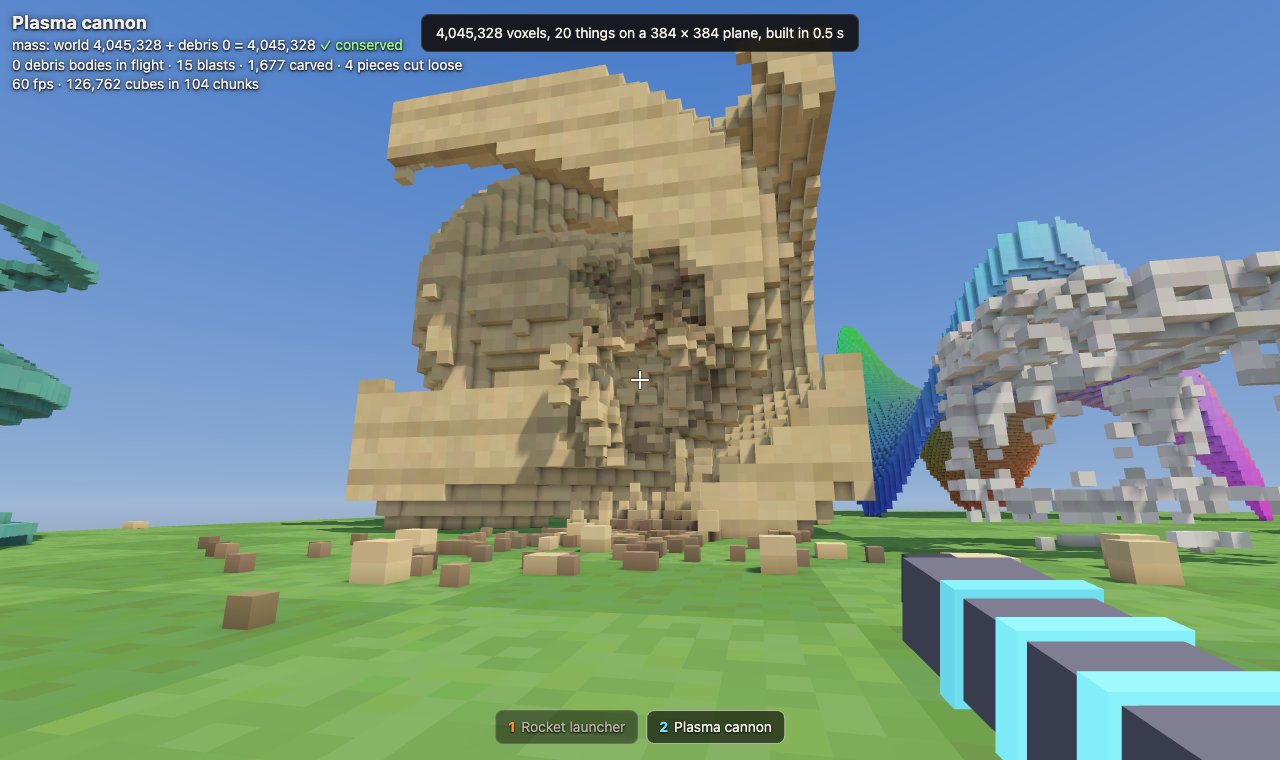 Plasma cannon
mass: world 4,045,328 + debris 0 = 4,045,328 ✓ conserved
0 debris bodies in flight · 15 blasts · 1,677 carved · 4 pieces cut loose
60 fps · 126,762 cubes in 104 chunks
4,045,328 voxels, 20 things on a 384 × 384 plane, built in 0.5 s
1 Rocket launcher
2 Plasma cannon